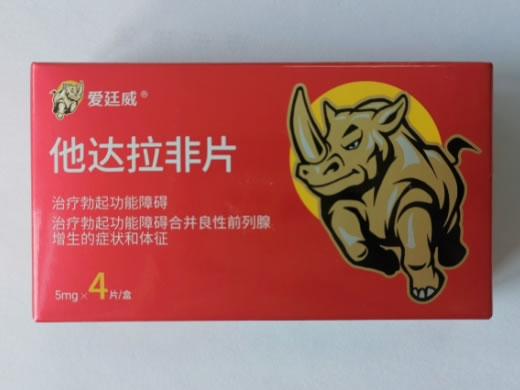 爱廷威®
他达拉非片
治疗勃起功能障碍
治疗勃起功能障碍合并良性前列腺
增生的症状和体征
5mg×4片/盒